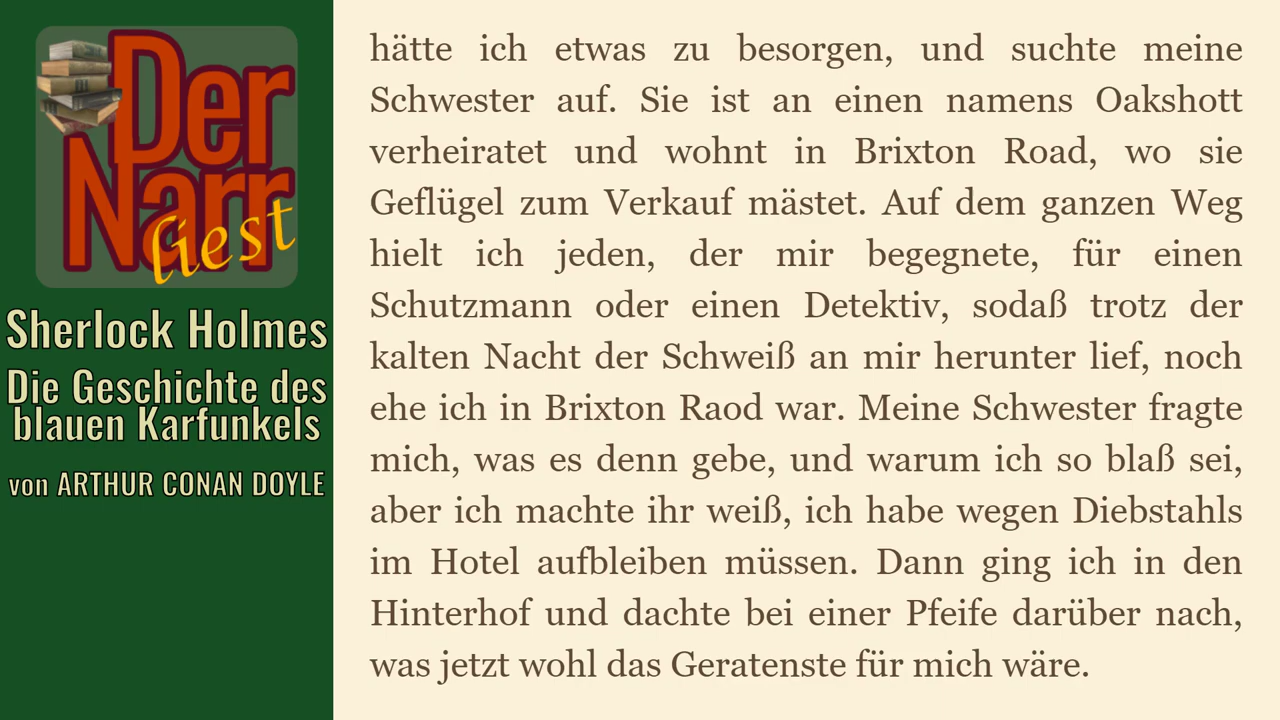 Der
Narr
liest
Sherlock Holmes
Die Geschichte des
blauen Karfunkels
von ARTHUR CONAN DOYLE
hätte ich etwas zu besorgen, und suchte meine
Schwester auf. Sie ist an einen namens Oakshott
verheiratet und wohnt in Brixton Road, wo sie
Geflügel zum Verkauf mästet. Auf dem ganzen Weg
hielt ich jeden, der mir begegnete, für einen
Schutzmann oder einen Detektiv, sodaß trotz der
kalten Nacht der Schweiß an mir herunter lief, noch
ehe ich in Brixton Raod war. Meine Schwester fragte
mich, was es denn gebe, und warum ich so blaß sei,
aber ich machte ihr weiß, ich habe wegen Diebstahls
im Hotel aufbleiben müssen. Dann ging ich in den
Hinterhof und dachte bei einer Pfeife darüber nach,
was jetzt wohl das Geratenste für mich wäre.